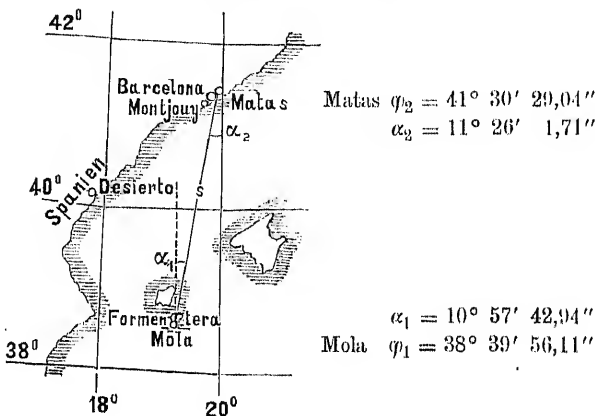 42°
Barcelona
Montjouy
Matas
α₂
Matas φ₂ = 41° 30′ 29,04″
α₂ = 11° 26′ 1,71″
Spanien
40°
Desierto
s
α₁
Formentera
Mola
α₁ = 10° 57′ 42,94″
Mola φ₁ = 38° 39′ 56,11″
38°
18°
20°